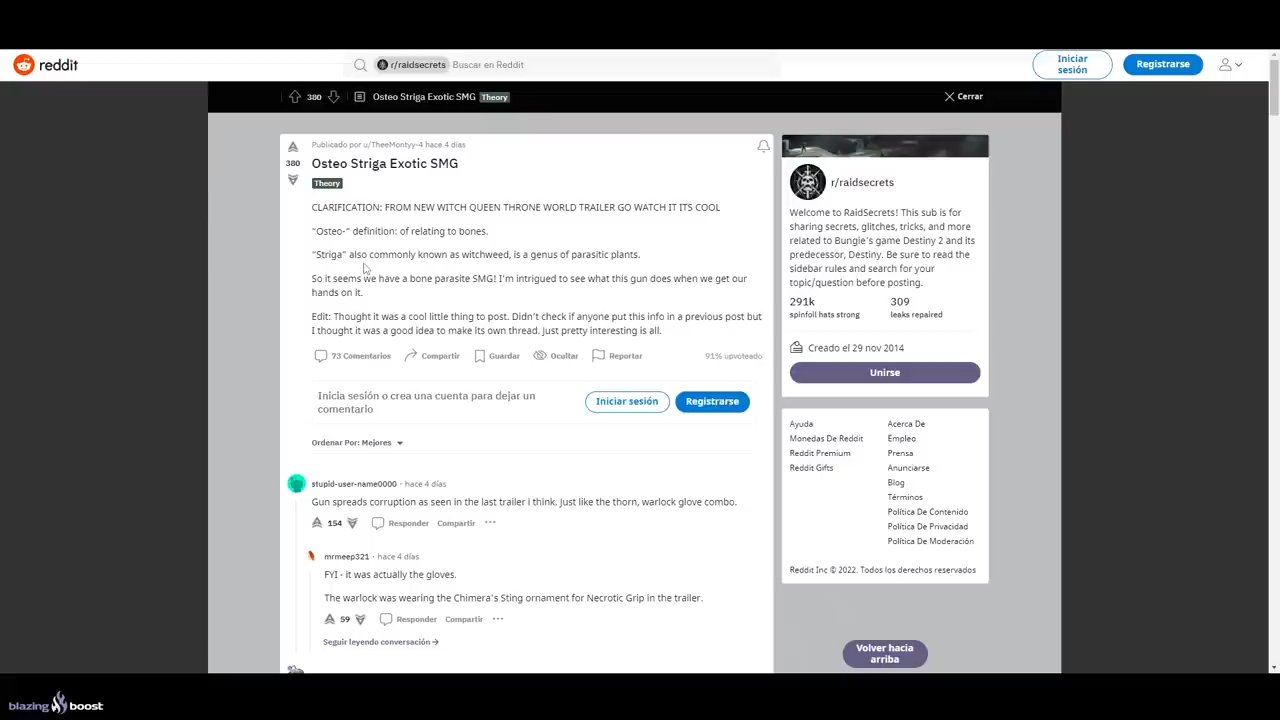 reddit
r/raidsecrets Buscar en Reddit
Iniciar sesión
Registrarse
380 Osteo Striga Exotic SMG Theory
Cerrar
Publicado por u/TheeMontyy-4 hace 4 días
380
Osteo Striga Exotic SMG
Theory
CLARIFICATION: FROM NEW WITCH QUEEN THRONE WORLD TRAILER GO WATCH IT ITS COOL
"Osteo-" definition: of relating to bones.
"Striga" also commonly known as witchweed, is a genus of parasitic plants.
So it seems we have a bone parasite SMG! I'm intrigued to see what this gun does when we get our
hands on it.
Edit: Thought it was a cool little thing to post. Didn't check if anyone put this info in a previous post but
I thought it was a good idea to make its own thread. Just pretty interesting is all.
73 Comentarios Compartir Guardar Ocultar Reportar 91% upvoteado
Inicia sesión o crea una cuenta para dejar un
comentario
Iniciar sesión Registrarse
Ordenar Por: Mejores
stupid-user-name0000 · hace 4 días
Gun spreads corruption as seen in the last trailer i think. Just like the thorn, warlock glove combo.
154 Responder Compartir ...
mrmeep321 · hace 4 días
FYI - it was actually the gloves.
The warlock was wearing the Chimera's Sting ornament for Necrotic Grip in the trailer.
59 Responder Compartir ...
Seguir leyendo conversación →
r/raidsecrets
Welcome to RaidSecrets! This sub is for
sharing secrets, glitches, tricks, and more
related to Bungie's game Destiny 2 and its
predecessor, Destiny. Be sure to read the
sidebar rules and search for your
topic/question before posting.
291k 309
spinfoil hats strong leaks repaired
Creado el 29 nov 2014
Unirse
Ayuda Acerca De
Monedas De Reddit Empleo
Reddit Premium Prensa
Reddit Gifts Anunciarse
Blog
Términos
Política De Contenido
Política De Privacidad
Política De Moderación
Reddit Inc © 2022. Todos los derechos reservados
Volver hacia
arriba
blazing boost